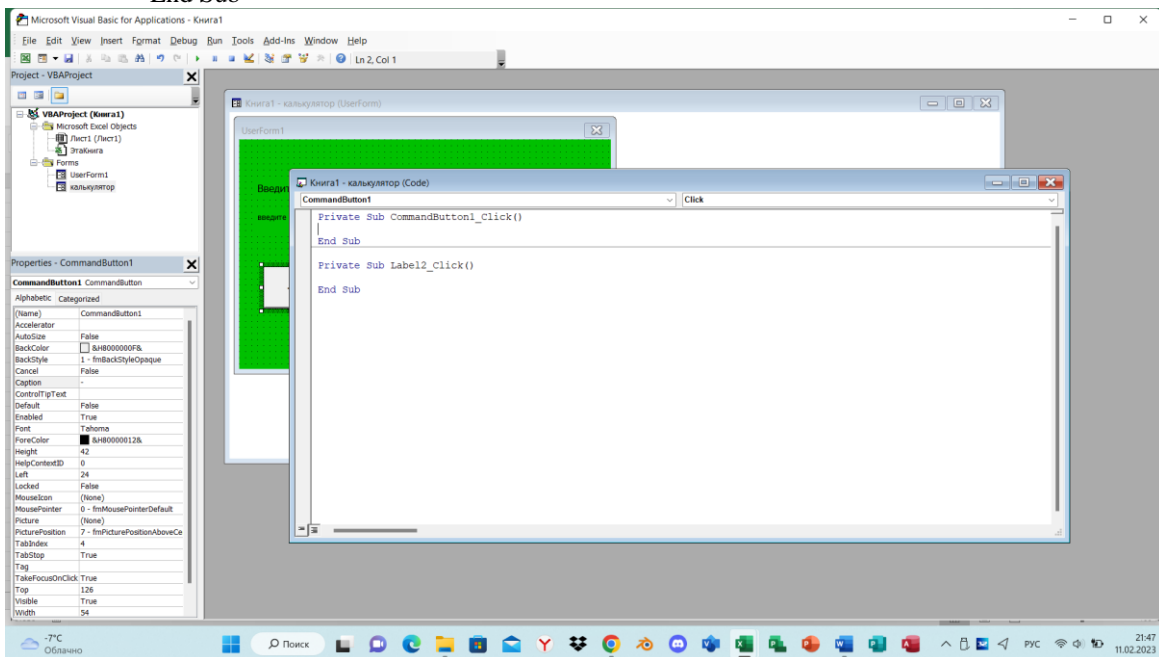 End Sub
Microsoft Visual Basic for Applications - Книга1
File Edit View Insert Format Debug Run Tools Add-Ins Window Help
Ln 2, Col 1
Project - VBAProject
VBAProject (Книга1)
Microsoft Excel Objects
Лист1 (Лист1)
ЭтаКнига
Forms
UserForm1
калькулятор
Книга1 - калькулятор (UserForm)
UserForm1
Введит
введите
Книга1 - калькулятор (Code)
CommandButton1 Click
Private Sub CommandButton1_Click()
End Sub
Private Sub Label2_Click()
End Sub
Properties - CommandButton1
CommandButton1 CommandButton
Alphabetic Categorized
(Name) CommandButton1
Accelerator
AutoSize False
BackColor &H8000000F&
BackStyle 1 - fmBackStyleOpaque
Cancel False
Caption -
ControlTipText
Default False
Enabled True
Font Tahoma
ForeColor &H80000012&
Height 42
HelpContextID 0
Left 24
Locked False
MouseIcon (None)
MousePointer 0 - fmMousePointerDefault
Picture (None)
PicturePosition 7 - fmPicturePositionAboveCe
TabIndex 4
TabStop True
Tag
TakeFocusOnClick True
Top 126
Visible True
Width 54
-7°C
Облачно
Поиск
РУС
21:47
11.02.2023